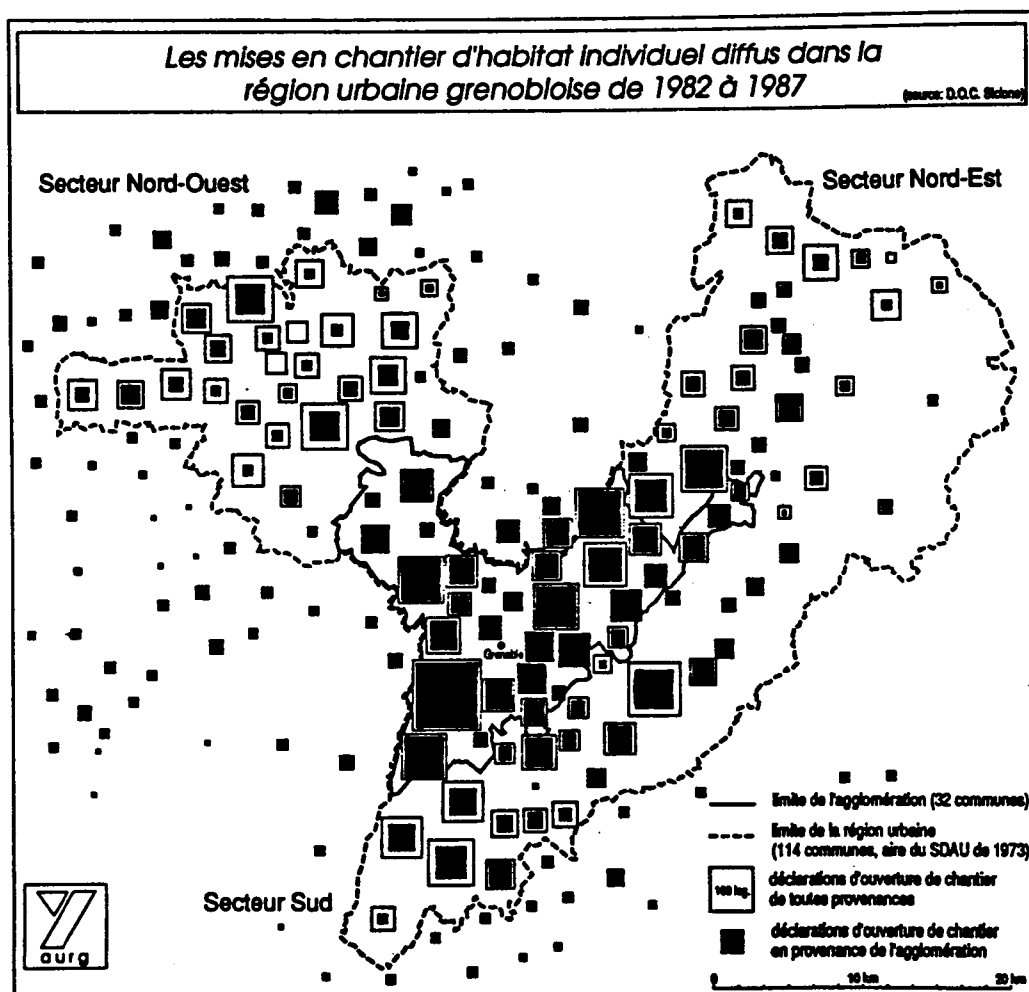 Les mises en chantier d'habitat individuel diffus dans la
région urbaine grenobloise de 1982 à 1987
(source: D.O.C. Sidone)
Secteur Nord-Ouest
Secteur Nord-Est
Grenoble
limite de l'agglomération (32 communes)
limite de la région urbaine
(114 communes, aire du SDAU de 1973)
100 log.
déclarations d'ouverture de chantier
de toutes provenances
Secteur Sud
déclarations d'ouverture de chantier
en provenance de l'agglomération
aurg
0 10 km 20 km